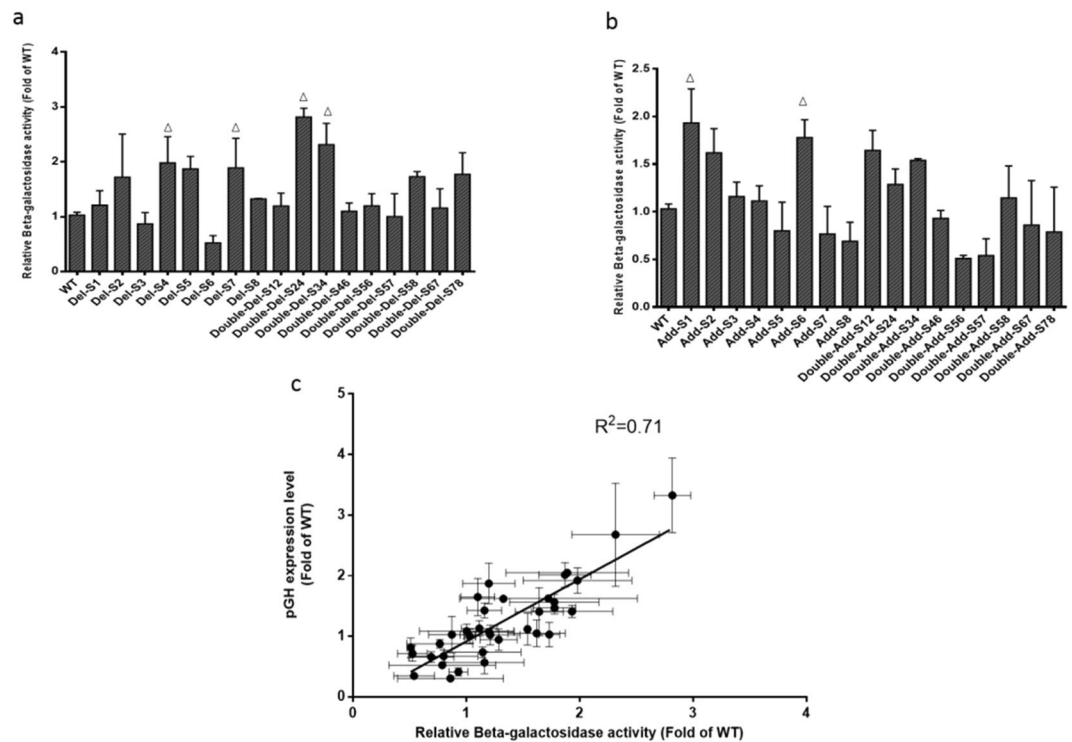 a
Relative Beta-galactosidase activity (Fold of WT)
4
3
2
1
0
△
△
△
△
WT
Del-S1
Del-S2
Del-S3
Del-S4
Del-S5
Del-S6
Del-S7
Del-S8
Double-Del-S12
Double-Del-S24
Double-Del-S34
Double-Del-S46
Double-Del-S56
Double-Del-S57
Double-Del-S58
Double-Del-S67
Double-Del-S78
b
Relative Beta-galactosidase activity (Fold of WT)
2.5
2.0
1.5
1.0
0.5
0.0
△
△
WT
Add-S1
Add-S2
Add-S3
Add-S4
Add-S5
Add-S6
Add-S7
Add-S8
Double-Add-S12
Double-Add-S24
Double-Add-S34
Double-Add-S46
Double-Add-S56
Double-Add-S57
Double-Add-S58
Double-Add-S67
Double-Add-S78
c
pGH expression level
(Fold of WT)
5
4
3
2
1
0
R²=0.71
0
1
2
3
4
Relative Beta-galactosidase activity (Fold of WT)